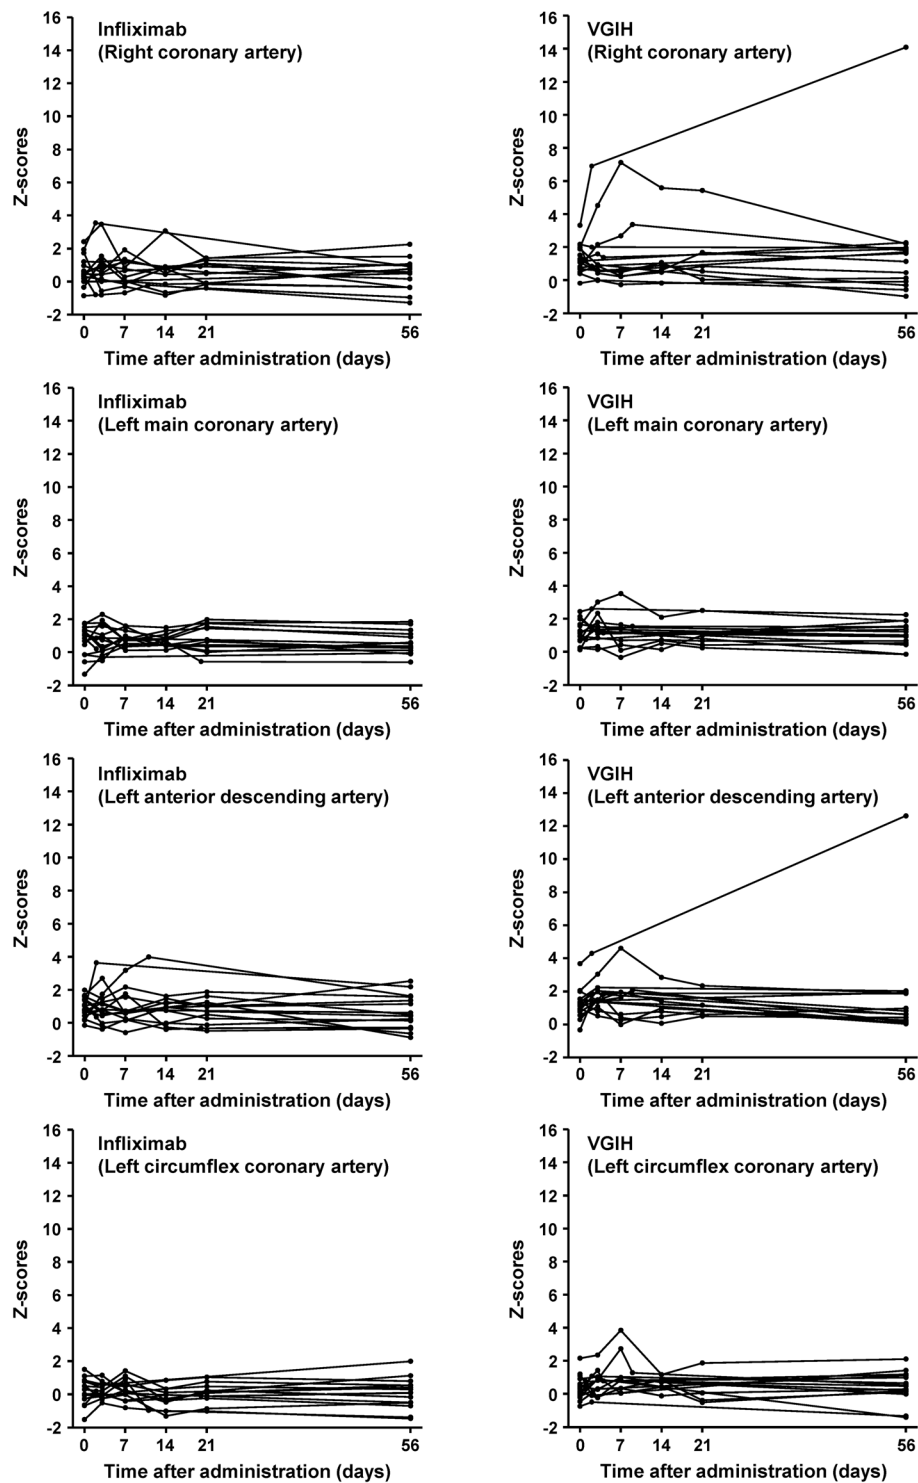 Infliximab
(Right coronary artery)
Z-scores
16
14
12
10
8
6
4
2
0
-2
0 7 14 21 56
Time after administration (days)
VGIH
(Right coronary artery)
Z-scores
16
14
12
10
8
6
4
2
0
-2
0 7 14 21 56
Time after administration (days)
Infliximab
(Left main coronary artery)
Z-scores
16
14
12
10
8
6
4
2
0
-2
0 7 14 21 56
Time after administration (days)
VGIH
(Left main coronary artery)
Z-scores
16
14
12
10
8
6
4
2
0
-2
0 7 14 21 56
Time after administration (days)
Infliximab
(Left anterior descending artery)
Z-scores
16
14
12
10
8
6
4
2
0
-2
0 7 14 21 56
Time after administration (days)
VGIH
(Left anterior descending artery)
Z-scores
16
14
12
10
8
6
4
2
0
-2
0 7 14 21 56
Time after administration (days)
Infliximab
(Left circumflex coronary artery)
Z-scores
16
14
12
10
8
6
4
2
0
-2
0 7 14 21 56
Time after administration (days)
VGIH
(Left circumflex coronary artery)
Z-scores
16
14
12
10
8
6
4
2
0
-2
0 7 14 21 56
Time after administration (days)